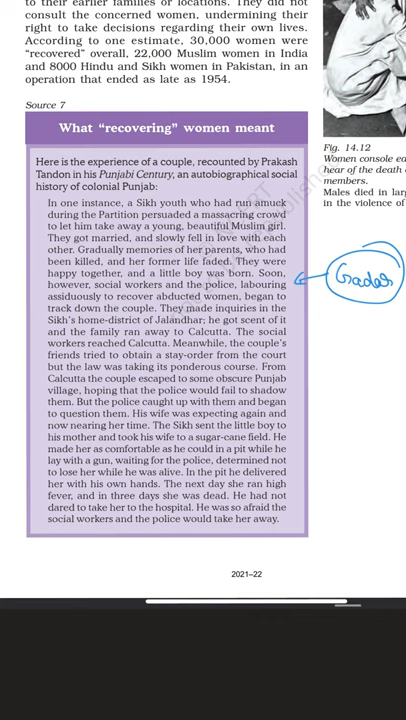 to their earlier families or locations. They did not
consult the concerned women, undermining their
right to take decisions regarding their own lives.
According to one estimate, 30,000 women were
“recovered” overall, 22,000 Muslim women in India
and 8000 Hindu and Sikh women in Pakistan, in an
operation that ended as late as 1954.
Source 7
What “recovering” women meant
Here is the experience of a couple, recounted by Prakash
Tandon in his Punjabi Century, an autobiographical social
history of colonial Punjab:
In one instance, a Sikh youth who had run amuck
during the Partition persuaded a massacring crowd
to let him take away a young, beautiful Muslim girl.
They got married, and slowly fell in love with each
other. Gradually memories of her parents, who had
been killed, and her former life faded. They were
happy together, and a little boy was born. Soon,
however, social workers and the police, labouring
assiduously to recover abducted women, began to
track down the couple. They made inquiries in the
Sikh’s home-district of Jalandhar; he got scent of it
and the family ran away to Calcutta. The social
workers reached Calcutta. Meanwhile, the couple’s
friends tried to obtain a stay-order from the court
but the law was taking its ponderous course. From
Calcutta the couple escaped to some obscure Punjab
village, hoping that the police would fail to shadow
them. But the police caught up with them and began
to question them. His wife was expecting again and
now nearing her time. The Sikh sent the little boy to
his mother and took his wife to a sugar-cane field. He
made her as comfortable as he could in a pit while he
lay with a gun, waiting for the police, determined not
to lose her while he was alive. In the pit he delivered
her with his own hands. The next day she ran high
fever, and in three days she was dead. He had not
dared to take her to the hospital. He was so afraid the
social workers and the police would take her away.
Fig. 14.12
Women console ea
hear of the death o
members.
Males died in larg
in the violence of
2021–22